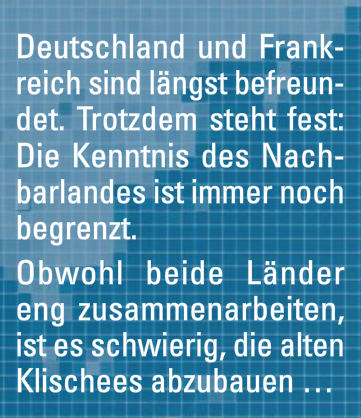 Deutschland und Frank-
reich sind längst befreun-
det. Trotzdem steht fest:
Die Kenntnis des Nach-
barlandes ist immer noch
begrenzt.
Obwohl beide Länder
eng zusammenarbeiten,
ist es schwierig, die alten
Klischees abzubauen ...